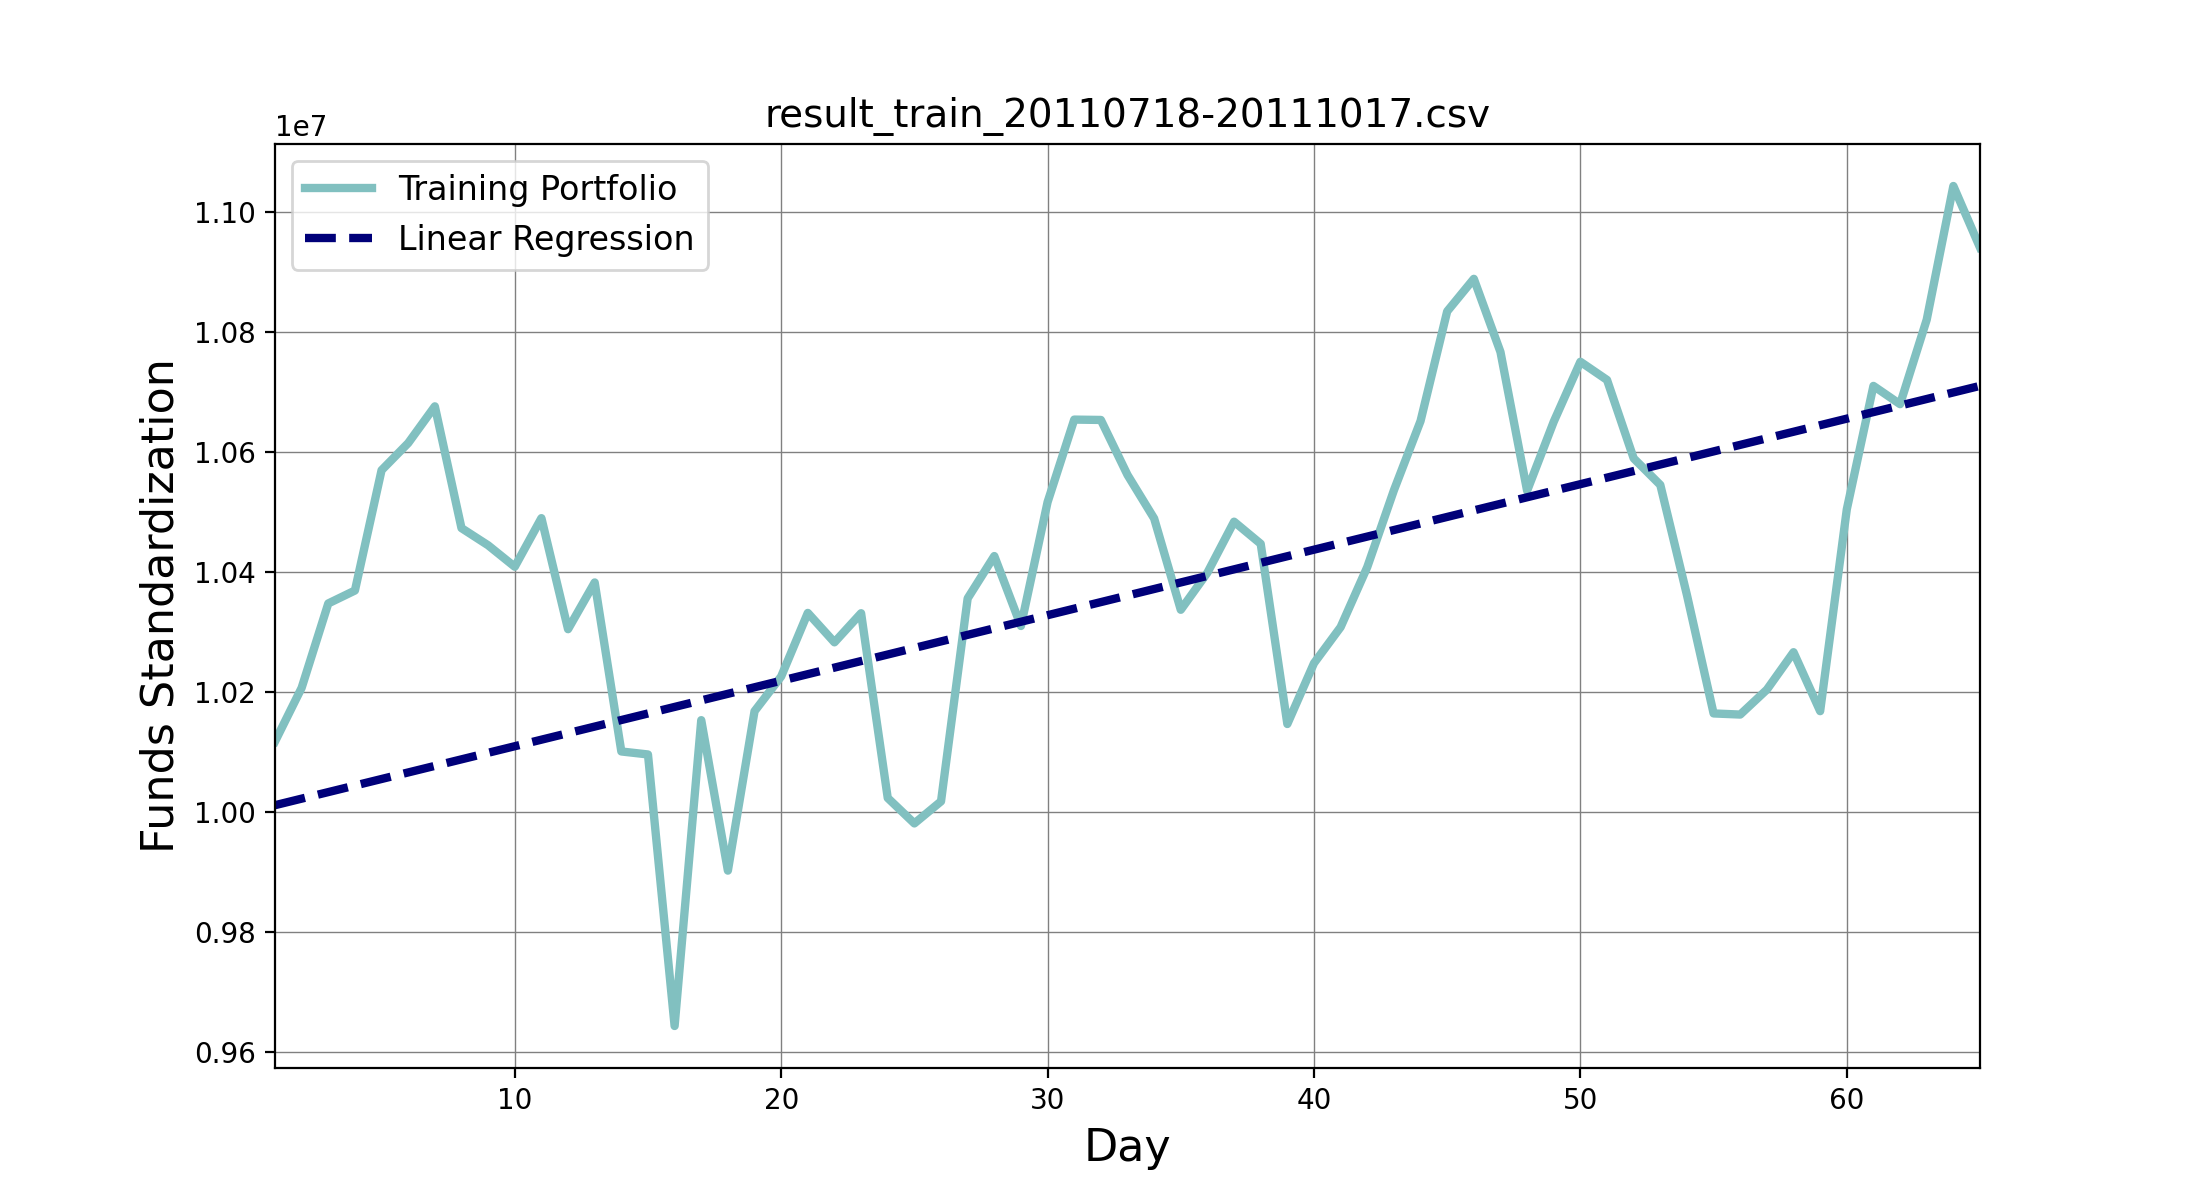 result_train_20110718-20111017.csv
1e7
Training Portfolio
Linear Regression
1.10
1.08
1.06
1.04
1.02
1.00
0.98
0.96
Funds Standardization
10 20 30 40 50 60
Day